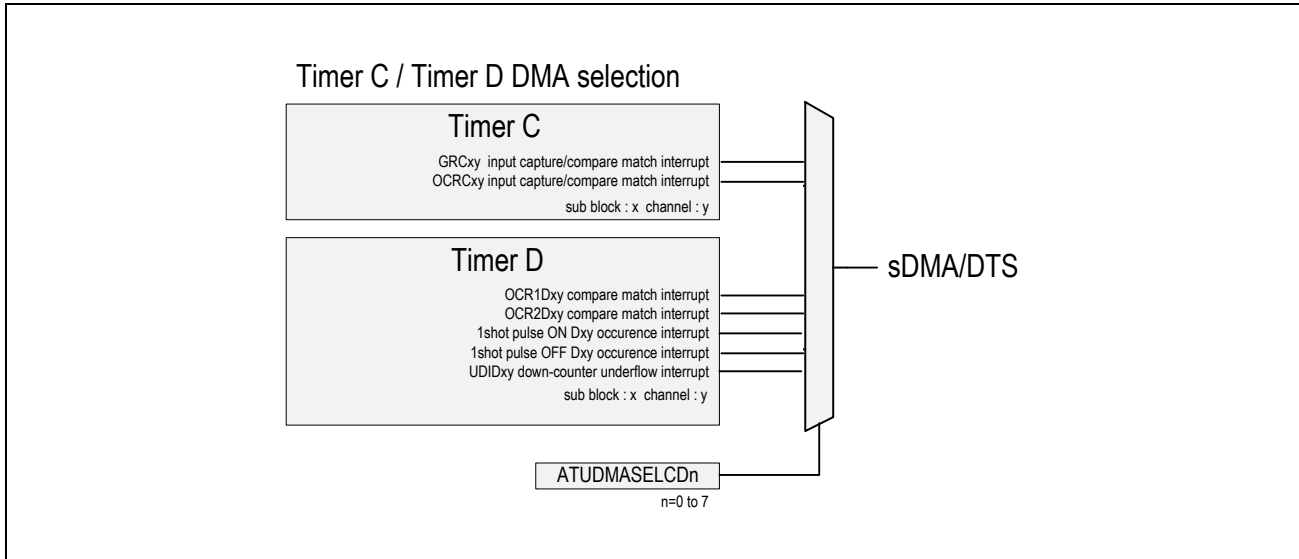 Timer C / Timer D DMA selection
Timer C
GRCxy input capture/compare match interrupt
OCRCxy input capture/compare match interrupt
sub block : x channel : y
Timer D
OCR1Dxy compare match interrupt
OCR2Dxy compare match interrupt
1shot pulse ON Dxy occurence interrupt
1shot pulse OFF Dxy occurence interrupt
UDIDxy down-counter underflow interrupt
sub block : x channel : y
sDMA/DTS
ATUDMASELCDn
n=0 to 7